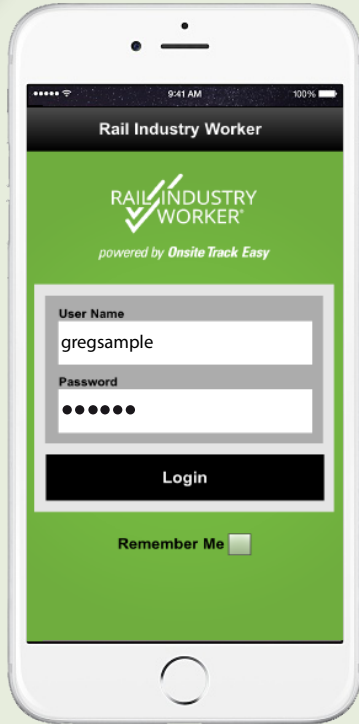 9:41 AM
100%
Rail Industry Worker
RAIL INDUSTRY
WORKER®
powered by Onsite Track Easy
User Name
gregsample
Password
●●●●●●
Login
Remember Me